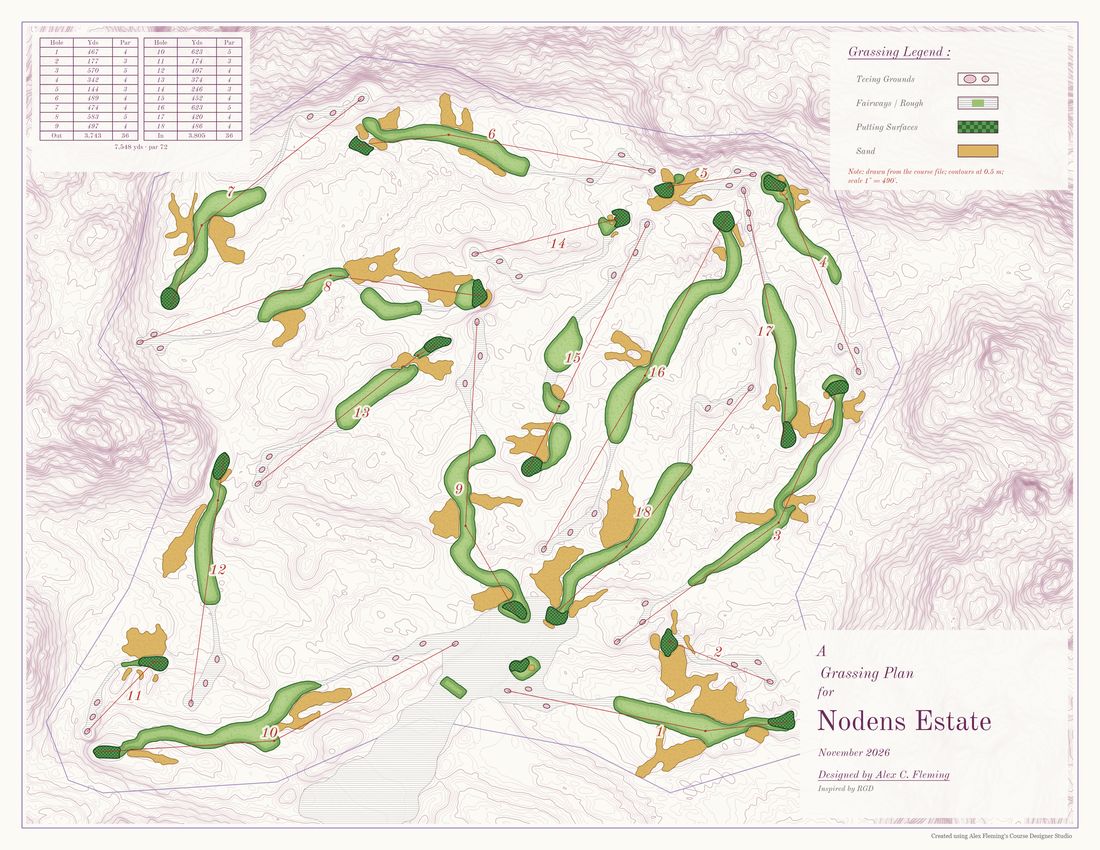 Hole Yds Par Hole Yds Par
1 467 4 10 623 5
2 177 3 11 174 3
3 570 5 12 407 4
4 342 4 13 374 4
5 144 3 14 246 3
6 489 4 15 452 4
7 474 4 16 623 5
8 583 5 17 420 4
9 497 4 18 486 4
Out 3,743 36 In 3,805 36
7,548 yds · par 72
Grassing Legend :
Teeing Grounds
Fairways / Rough
Putting Surfaces
Sand
Note: drawn from the course file; contours at 0.5 m;
scale 1" = 490'.
6
5
7
14
4
8
17
15
16
13
9
18
3
12
2
11
10
1
A
Grassing Plan
for
Nodens Estate
November 2026
Designed by Alex C. Fleming
Inspired by RGD
Created using Alex Fleming's Course Designer Studio